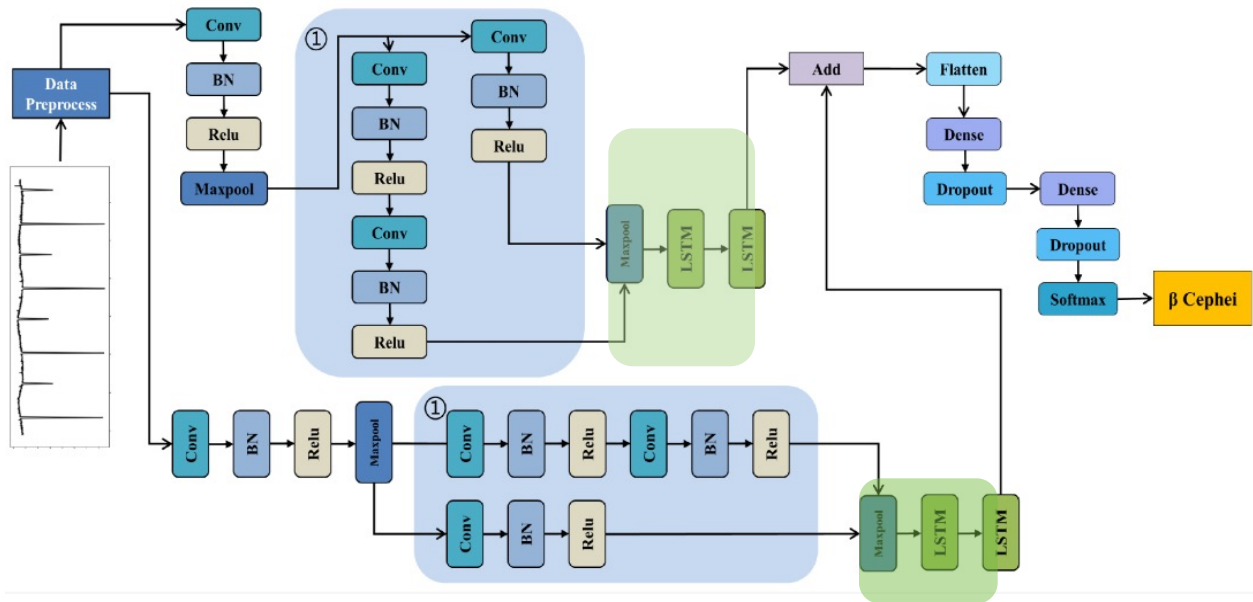 Data
Preprocess
Conv
BN
Relu
Maxpool
①
Conv
BN
Relu
Conv
BN
Relu
Conv
BN
Relu
Maxpool
LSTM
LSTM
Add
Flatten
Dense
Dropout
Dense
Dropout
Softmax
β Cephei
Conv
BN
Relu
Maxpool
①
Conv
BN
Relu
Conv
BN
Relu
Conv
BN
Relu
Maxpool
LSTM
LSTM